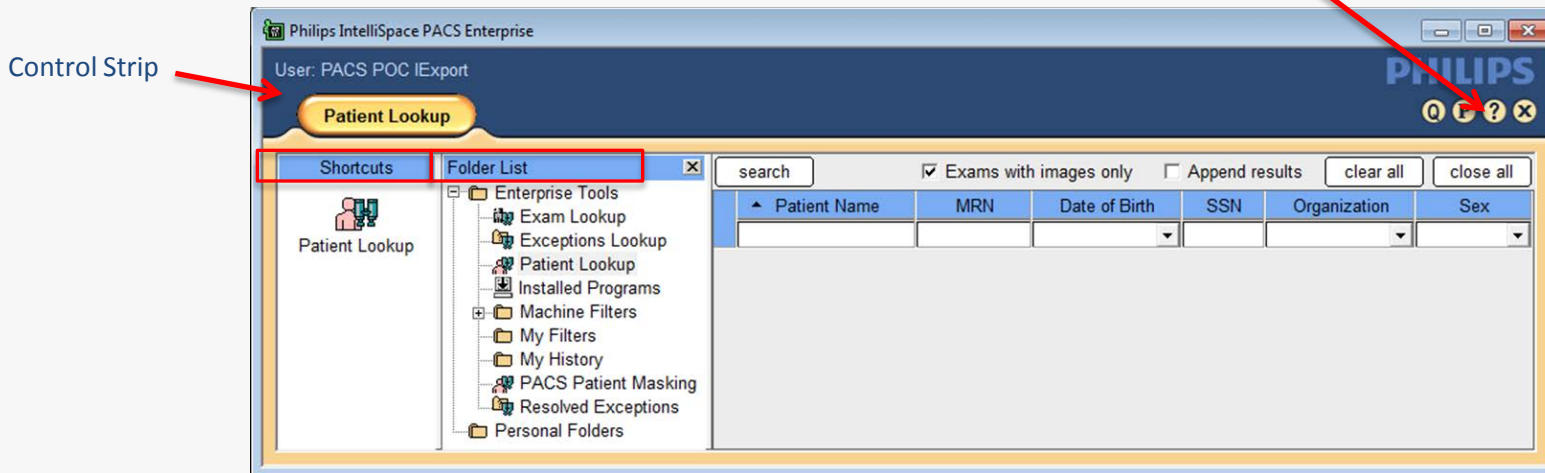 Philips IntelliSpace PACS Enterprise
Control Strip
User: PACS POC IExport
PHILIPS
Patient Lookup
Q P ? X
Shortcuts
Folder List
search
Exams with images only
Append results
clear all
close all
Patient Name MRN Date of Birth SSN Organization Sex
Patient Lookup
Enterprise Tools
Exam Lookup
Exceptions Lookup
Patient Lookup
Installed Programs
Machine Filters
My Filters
My History
PACS Patient Masking
Resolved Exceptions
Personal Folders